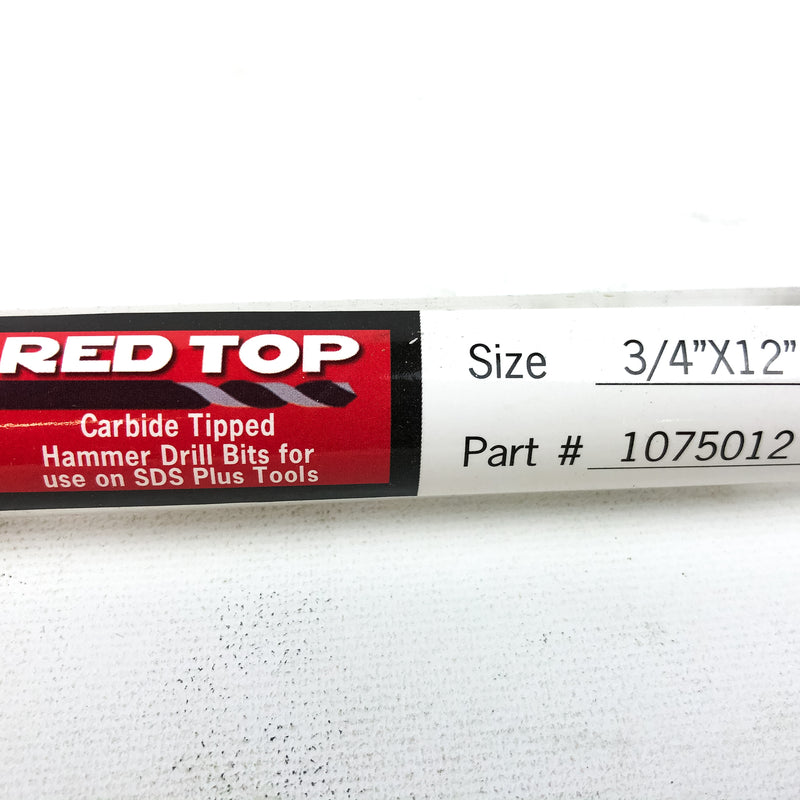 RED TOP
Carbide Tipped
Hammer Drill Bits for
use on SDS Plus Tools
Size 3/4"X12"
Part # 1075012